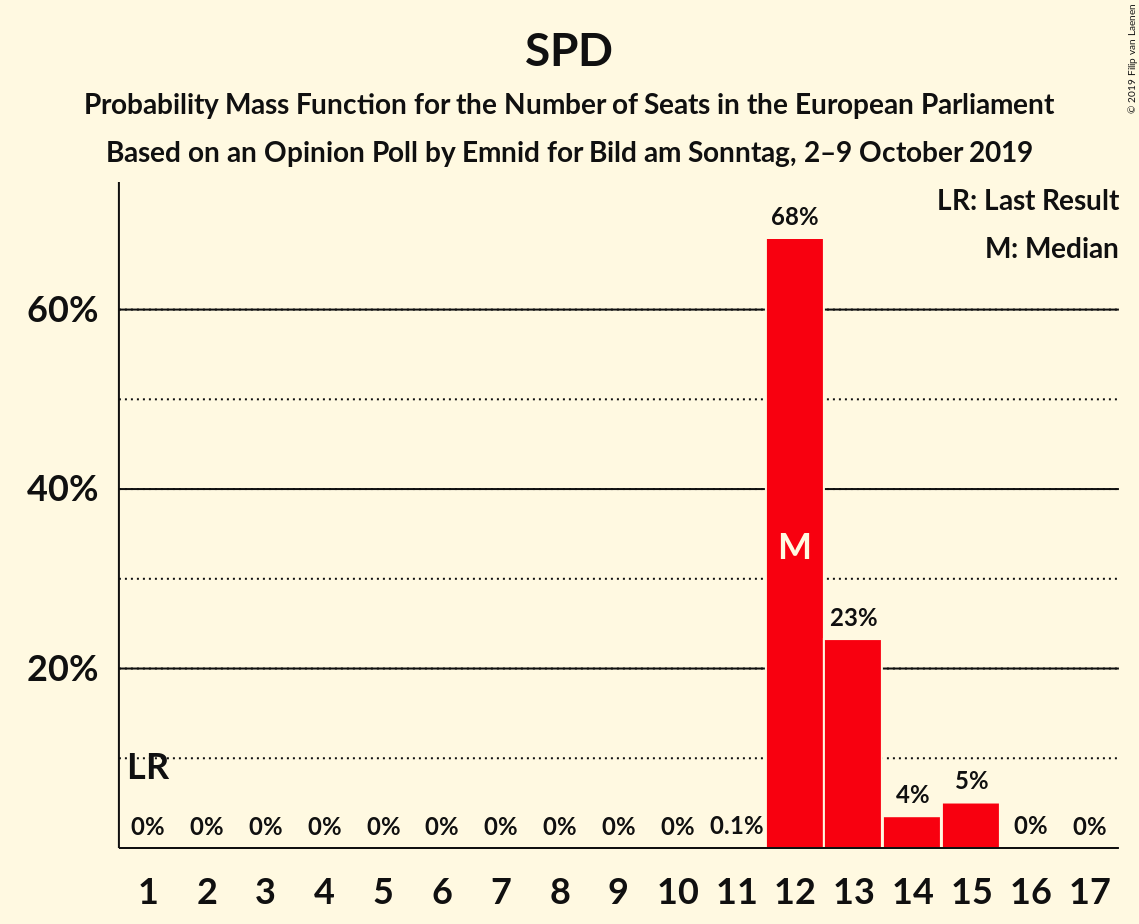 SPD
Probability Mass Function for the Number of Seats in the European Parliament
Based on an Opinion Poll by Emnid for Bild am Sonntag, 2–9 October 2019
© 2019 Filip van Laenen
LR: Last Result
M: Median
68%
60%
40%
M
23%
20%
LR
5%
4%
0% 0% 0% 0% 0% 0% 0% 0% 0% 0% 0.1% 0% 0%
1 2 3 4 5 6 7 8 9 10 11 12 13 14 15 16 17